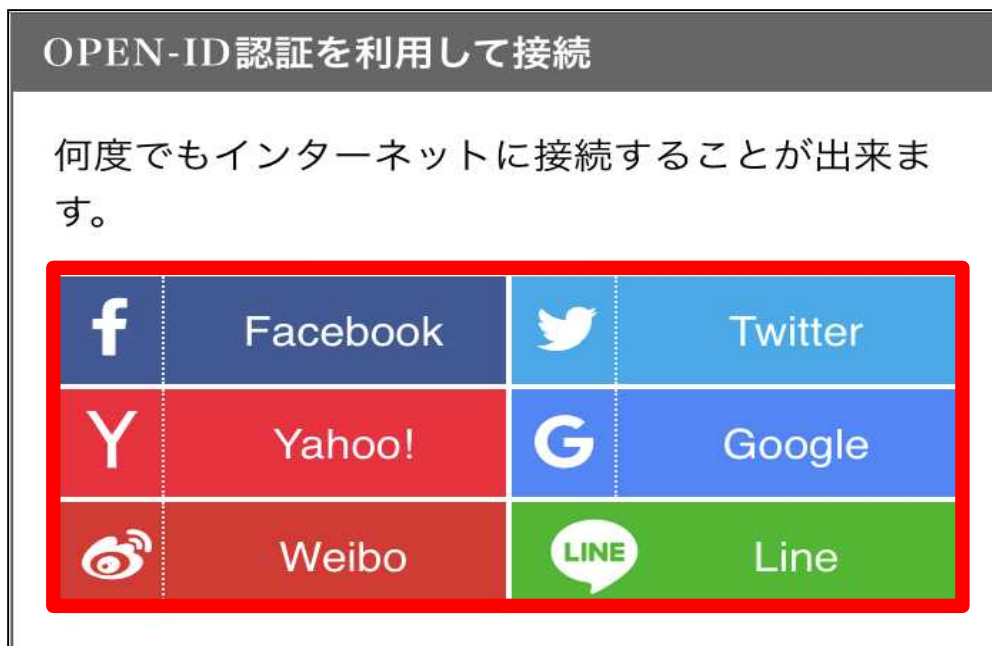 OPEN-ID認証を利用して接続
何度でもインターネットに接続することが出来ま
す。
f Facebook
Twitter
Y Yahoo!
G Google
Weibo
LINE Line